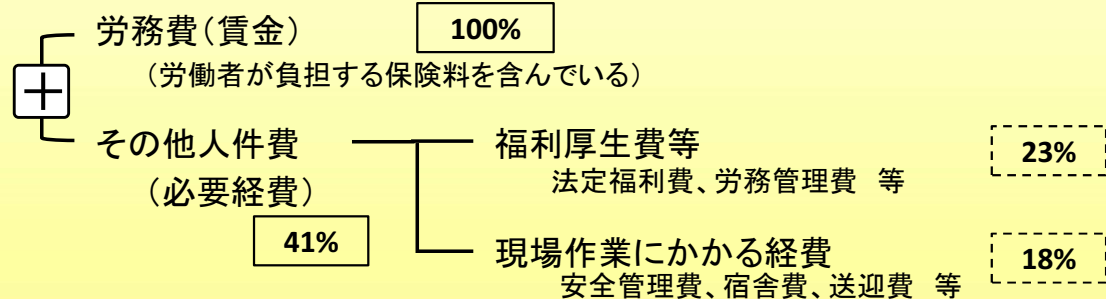 労務費(賃金) 100%
(労働者が負担する保険料を含んでいる)
＋
その他人件費
(必要経費)
41%
福利厚生費等 23%
法定福利費、労務管理費 等
現場作業にかかる経費 18%
安全管理費、宿舎費、送迎費 等